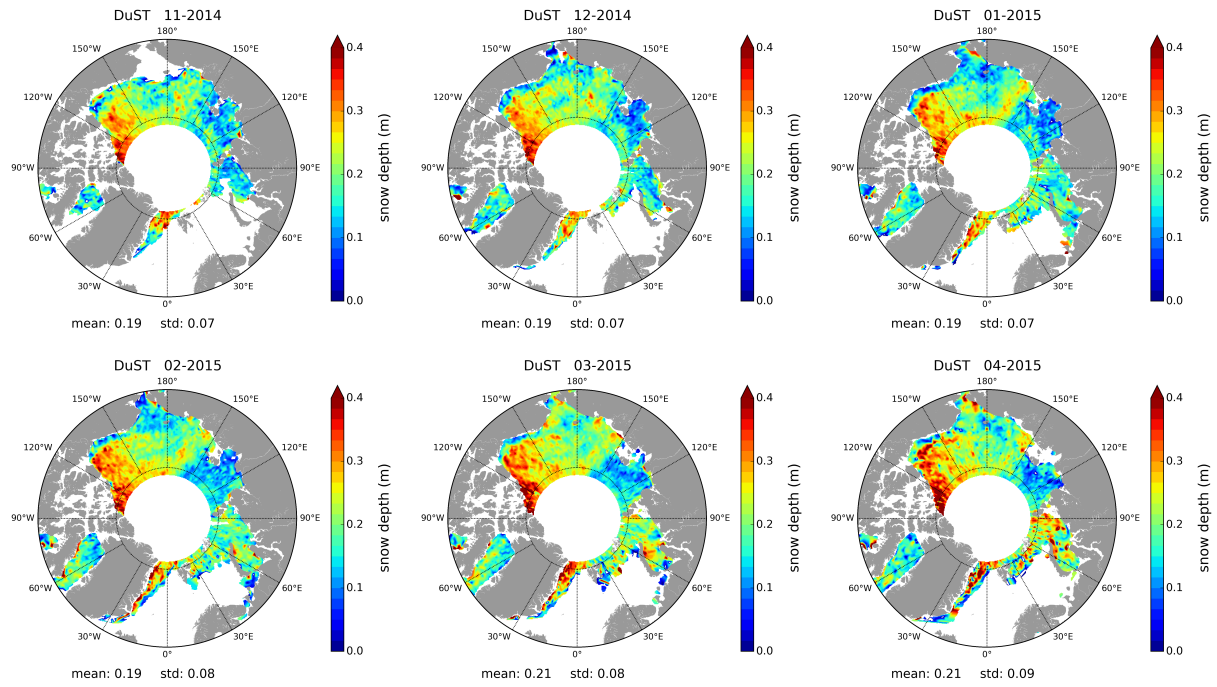 DuST 11-2014
180°
150°W
150°E
120°W
120°E
90°W
90°E
60°W
60°E
30°W
30°E
0°
0.4
0.3
0.2
0.1
0.0
snow depth (m)
mean: 0.19 std: 0.07
DuST 12-2014
180°
150°W
150°E
120°W
120°E
90°W
90°E
60°W
60°E
30°W
30°E
0°
0.4
0.3
0.2
0.1
0.0
snow depth (m)
mean: 0.19 std: 0.07
DuST 01-2015
180°
150°W
150°E
120°W
120°E
90°W
90°E
60°W
60°E
30°W
30°E
0°
0.4
0.3
0.2
0.1
0.0
snow depth (m)
mean: 0.19 std: 0.07
DuST 02-2015
180°
150°W
150°E
120°W
120°E
90°W
90°E
60°W
60°E
30°W
30°E
0°
0.4
0.3
0.2
0.1
0.0
snow depth (m)
mean: 0.19 std: 0.08
DuST 03-2015
180°
150°W
150°E
120°W
120°E
90°W
90°E
60°W
60°E
30°W
30°E
0°
0.4
0.3
0.2
0.1
0.0
snow depth (m)
mean: 0.21 std: 0.08
DuST 04-2015
180°
150°W
150°E
120°W
120°E
90°W
90°E
60°W
60°E
30°W
30°E
0°
0.4
0.3
0.2
0.1
0.0
snow depth (m)
mean: 0.21 std: 0.09